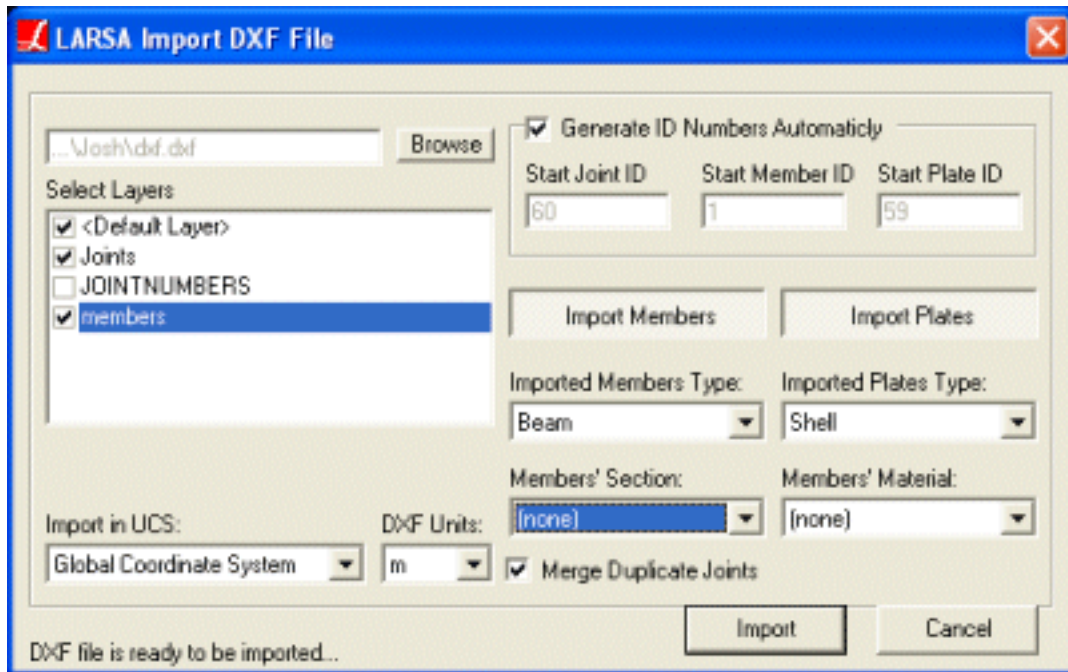 LARSA Import DXF File
...\Josh\dxf.dxf
Browse
Select Layers
<Default Layer>
Joints
JOINTNUMBERS
members
Generate ID Numbers Automaticly
Start Joint ID
Start Member ID
Start Plate ID
60
1
59
Import Members
Import Plates
Imported Members Type:
Imported Plates Type:
Beam
Shell
Members' Section:
Members' Material:
(none)
(none)
Import in UCS:
DXF Units:
Global Coordinate System
m
Merge Duplicate Joints
Import
Cancel
DXF file is ready to be imported...